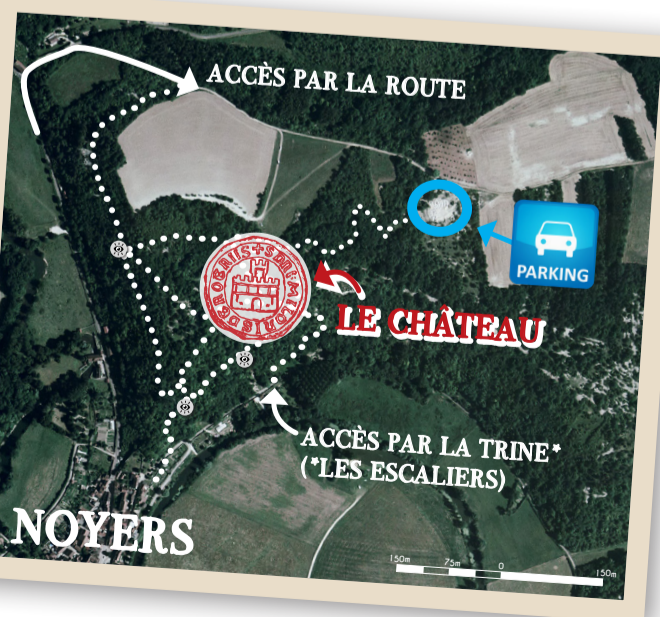 ACCÈS PAR LA ROUTE
PARKING
LE CHÂTEAU
ACCÈS PAR LA TRINE*
(*LES ESCALIERS)
NOYERS
150m 75m 0 150m